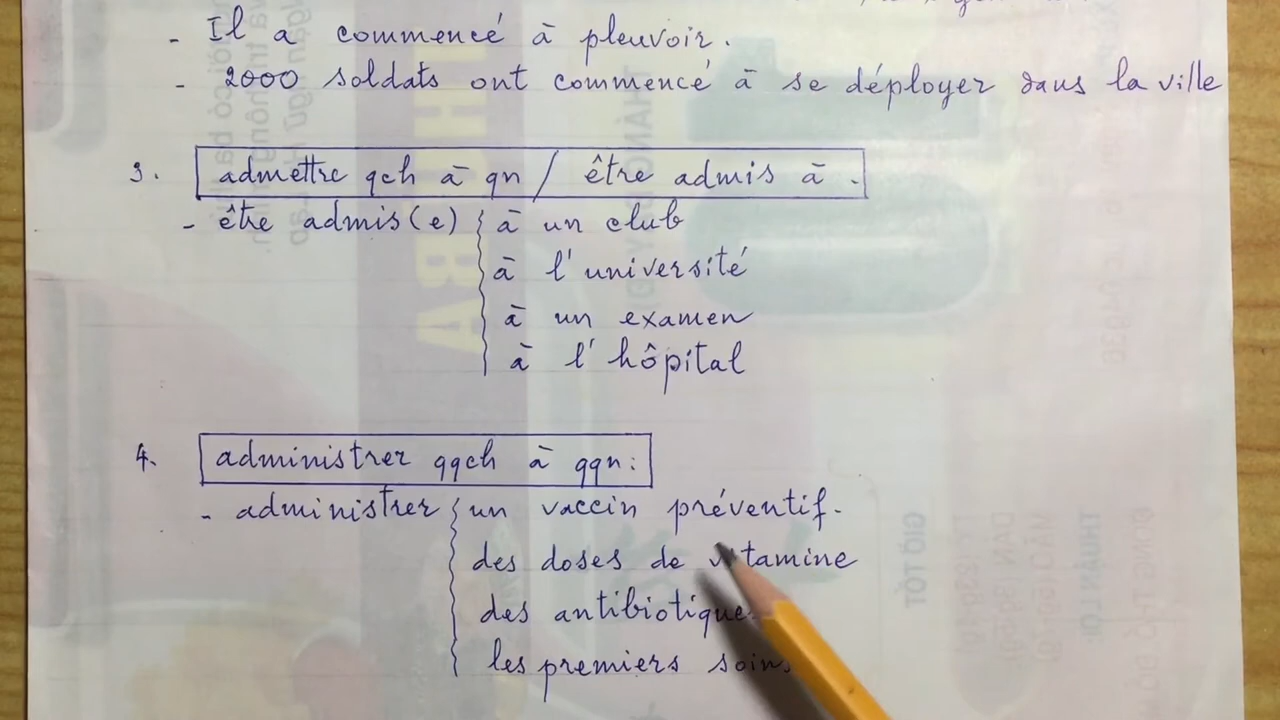 - Il a commencé à pleuvoir.
- 2000 soldats ont commencé à se déployer dans la ville
3. admettre qch à qn / être admis à.
- être admis(e) { à un club
à l'université
à un examen
à l'hôpital
4. administrer qqch à qqn:
- administrer { un vaccin préventif.
des doses de vitamine
des antibiotiques
les premiers soins